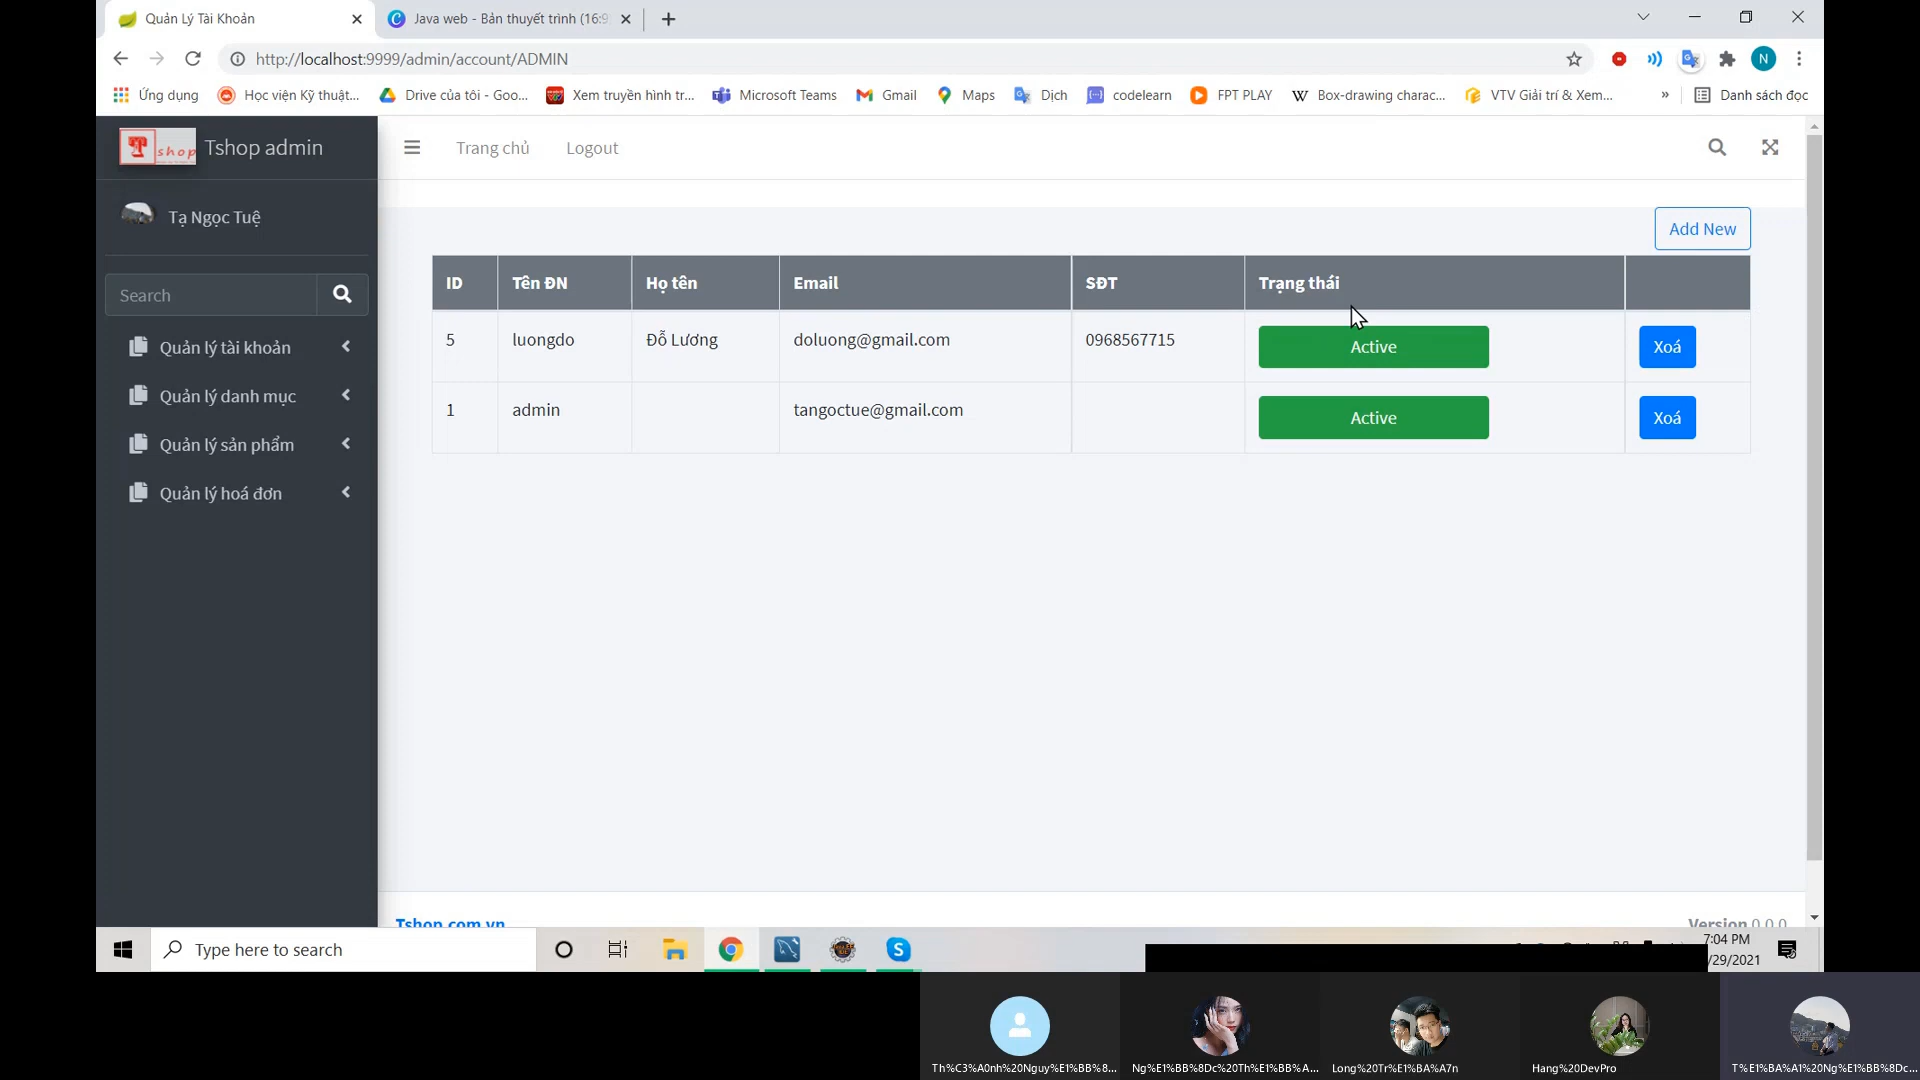 Quản Lý Tài Khoản
Java web - Bản thuyết trình (16:9
http://localhost:9999/admin/account/ADMIN
N
Ứng dụng
Học viện Kỹ thuật...
Drive của tôi - Goo...
Xem truyền hình tr...
Microsoft Teams
Gmail
Maps
Dịch
codelearn
FPT PLAY
Box-drawing charac...
VTV Giải trí & Xem...
»
Danh sách đọc
T shop
Tshop admin
Trang chủ
Logout
Tạ Ngọc Tuệ
Add New
Search
ID
Tên ĐN
Họ tên
Email
SĐT
Trạng thái
5
luongdo
Đỗ Lương
doluong@gmail.com
0968567715
Active
Xoá
1
admin
tangoctue@gmail.com
Active
Xoá
Quản lý tài khoản
Quản lý danh mục
Quản lý sản phẩm
Quản lý hoá đơn
Tshop.com.vn
Version 0.0.0
Type here to search
7:04 PM
/29/2021
Th%C3%A0nh%20Nguy%E1%BB%8...
Ng%E1%BB%8Dc%20Th%E1%BB%A...
Long%20Tr%E1%BA%A7n
Hang%20DevPro
T%E1%BA%A1%20Ng%E1%BB%8Dc...